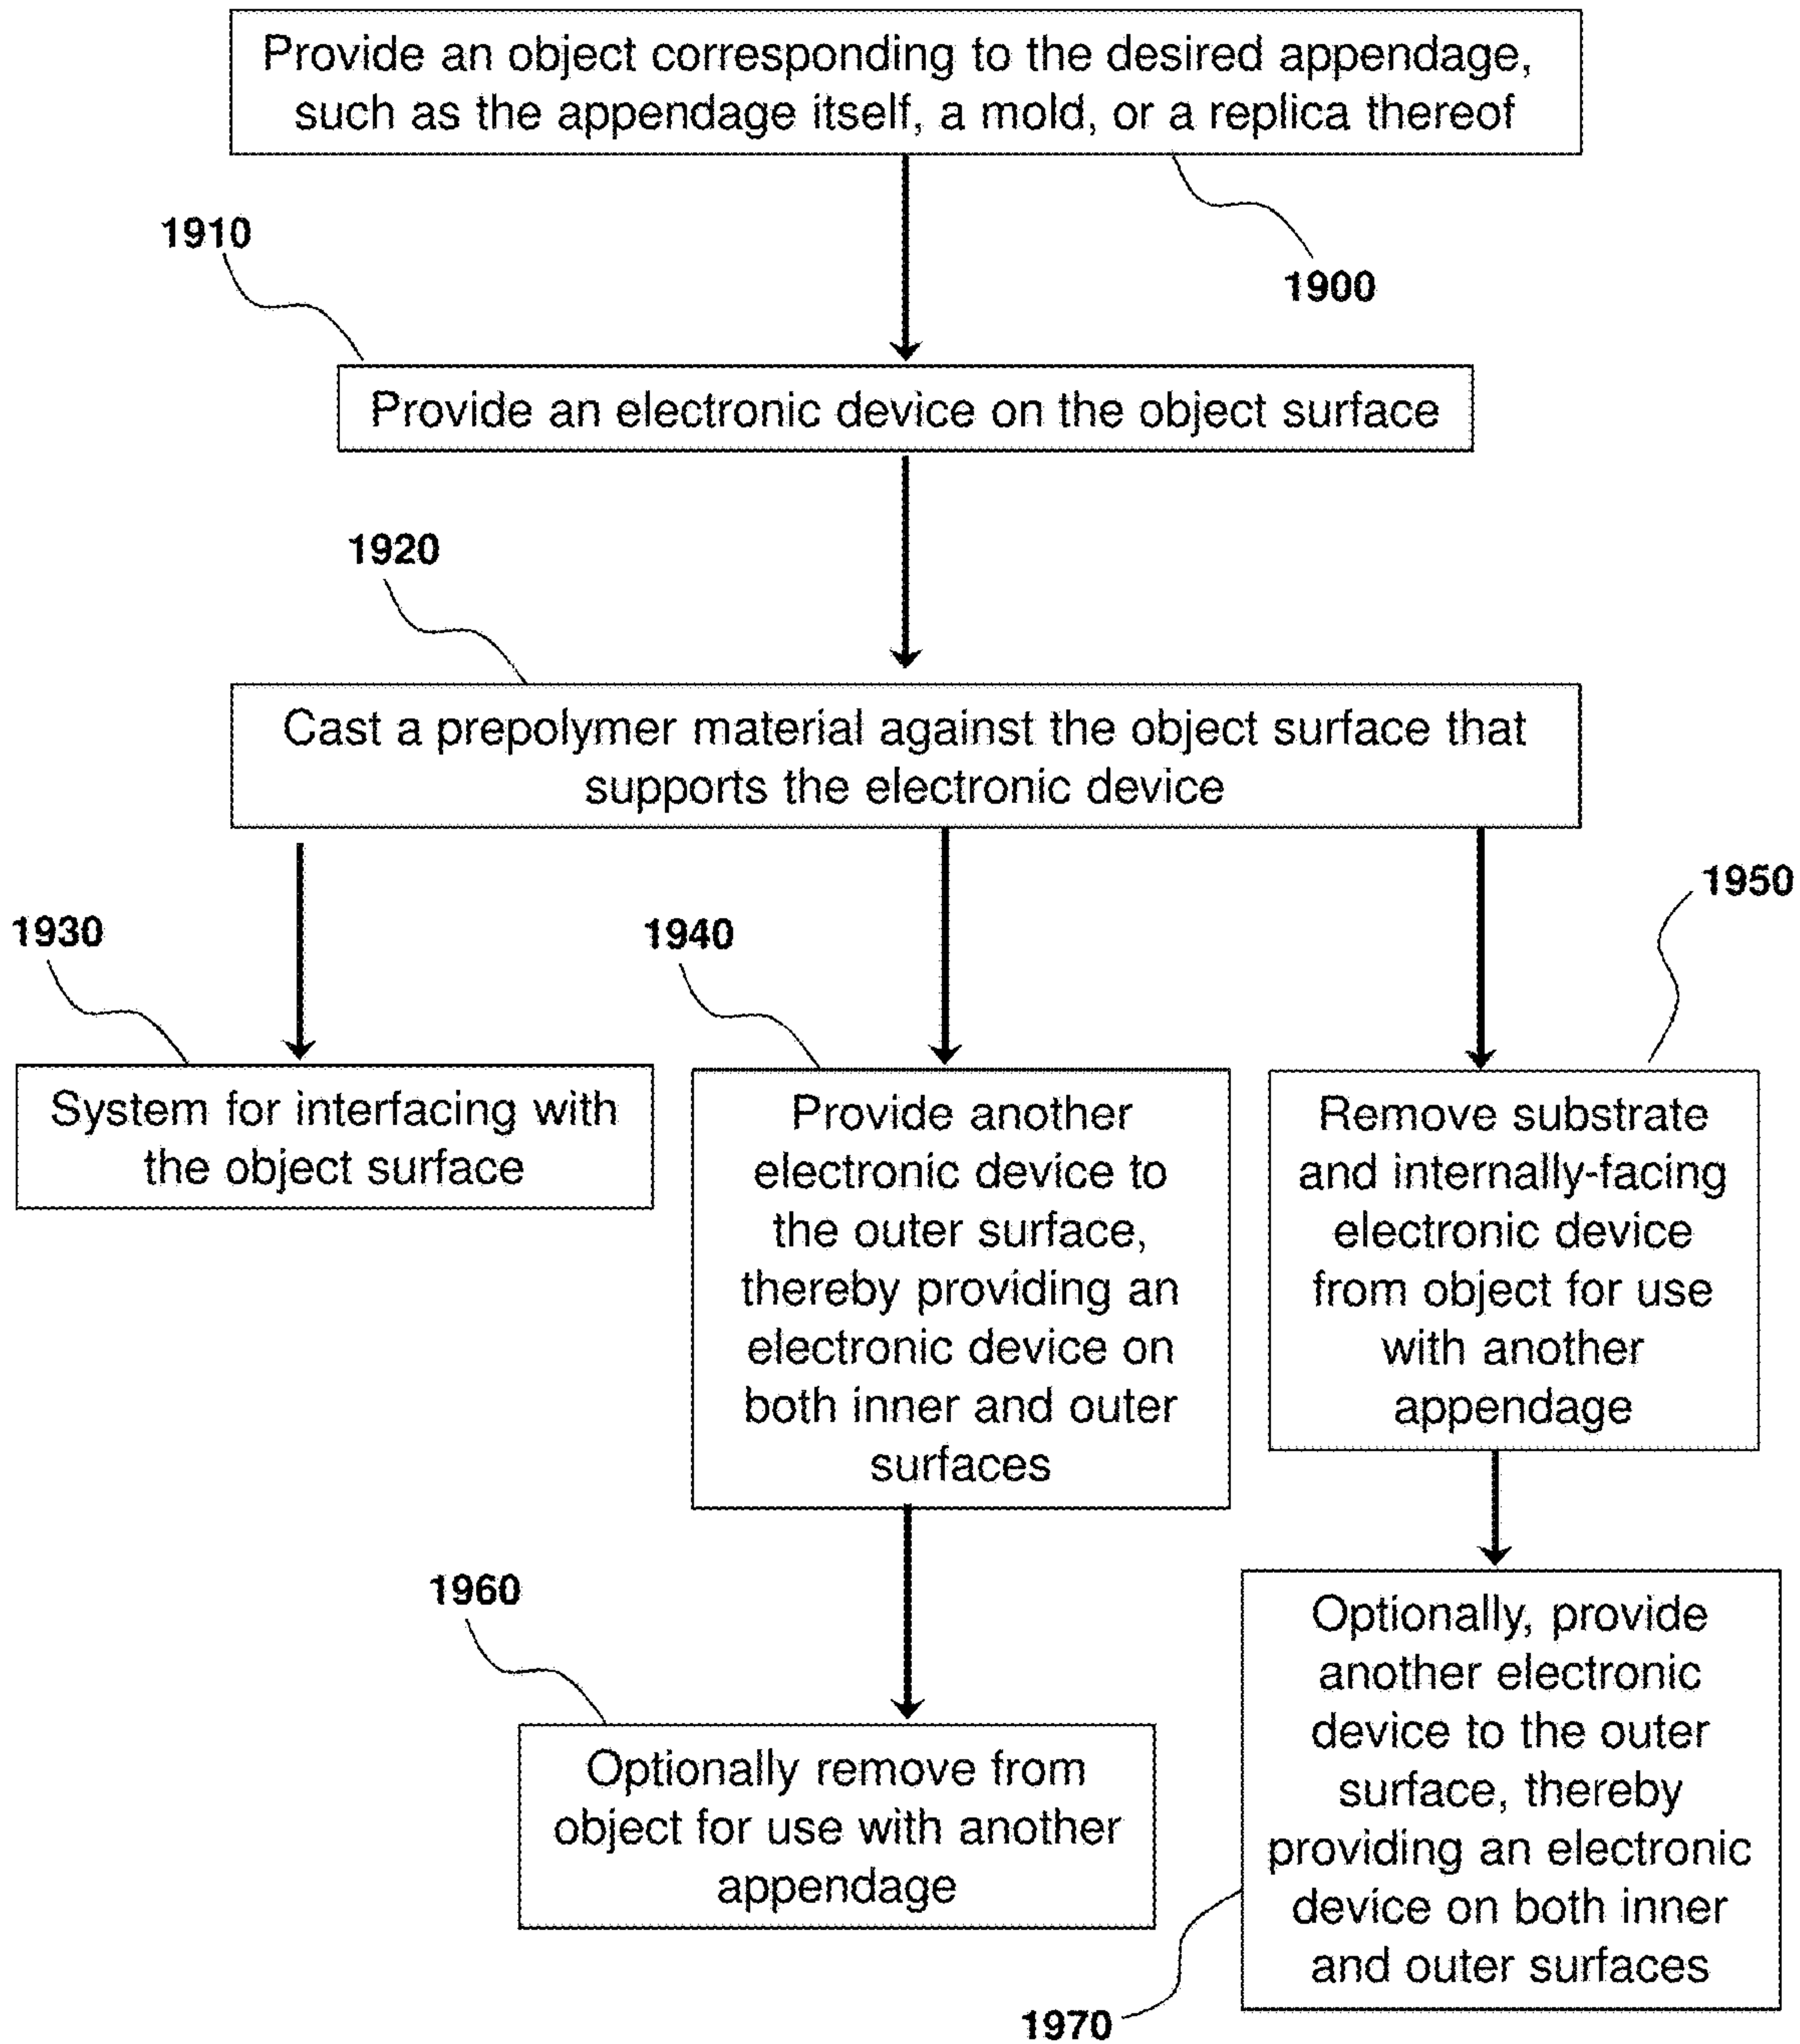 Provide an object corresponding to the desired appendage,
such as the appendage itself, a mold, or a replica thereof
1900
1910
Provide an electronic device on the object surface
1920
Cast a prepolymer material against the object surface that
supports the electronic device
1930
System for interfacing with
the object surface
1940
Provide another
electronic device to
the outer surface,
thereby providing an
electronic device on
both inner and outer
surfaces
1950
Remove substrate
and internally-facing
electronic device
from object for use
with another
appendage
1960
Optionally remove from
object for use with another
appendage
Optionally, provide
another electronic
device to the outer
surface, thereby
providing an electronic
device on both inner
and outer surfaces
1970